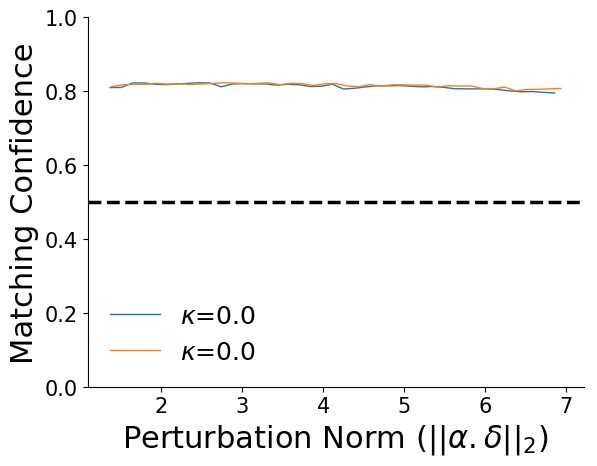 Matching Confidence
1.0
0.8
0.6
0.4
0.2
0.0
κ=0.0
κ=0.0
2 3 4 5 6 7
Perturbation Norm (||α.δ||₂)